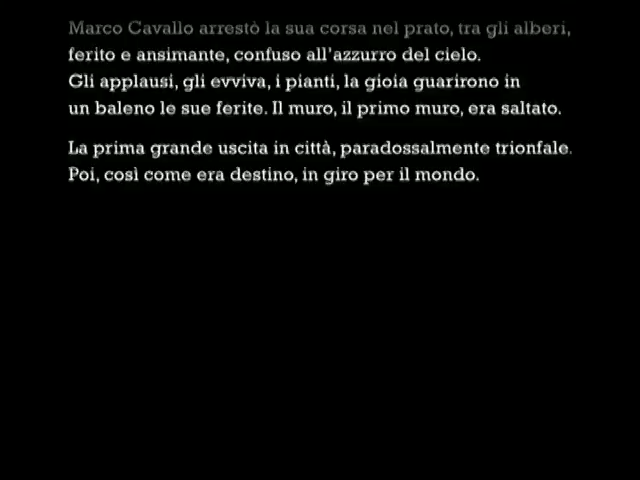 Marco Cavallo arrestò la sua corsa nel prato, tra gli alberi,
ferito e ansimante, confuso all'azzurro del cielo.
Gli applausi, gli evviva, i pianti, la gioia guarirono in
un baleno le sue ferite. Il muro, il primo muro, era saltato.
La prima grande uscita in città, paradossalmente trionfale.
Poi, così come era destino, in giro per il mondo.